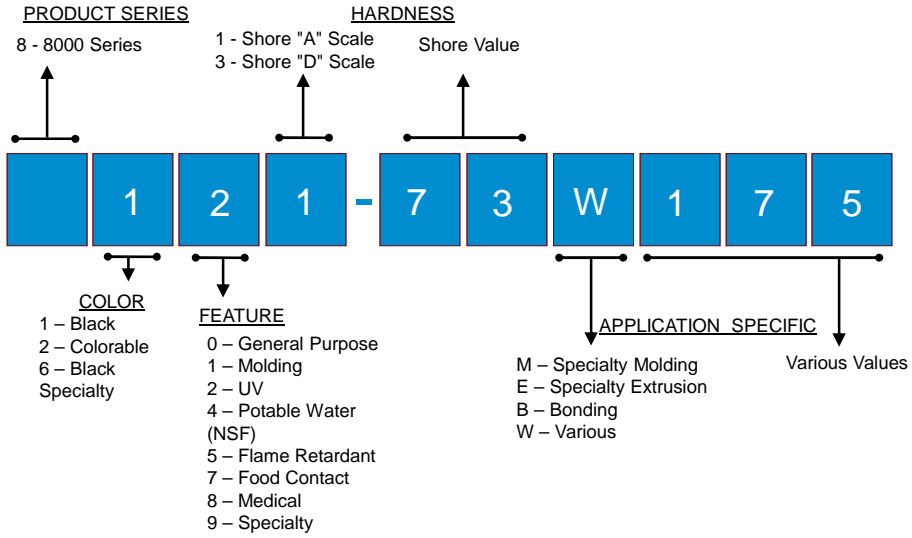 PRODUCT SERIES
8 - 8000 Series
HARDNESS
1 - Shore "A" Scale
3 - Shore "D" Scale
Shore Value
1 2 1 - 7 3 W 1 7 5
COLOR
1 – Black
2 – Colorable
6 – Black
Specialty
FEATURE
0 – General Purpose
1 – Molding
2 – UV
4 – Potable Water
(NSF)
5 – Flame Retardant
7 – Food Contact
8 – Medical
9 – Specialty
APPLICATION SPECIFIC
M – Specialty Molding
E – Specialty Extrusion
B – Bonding
W – Various
Various Values